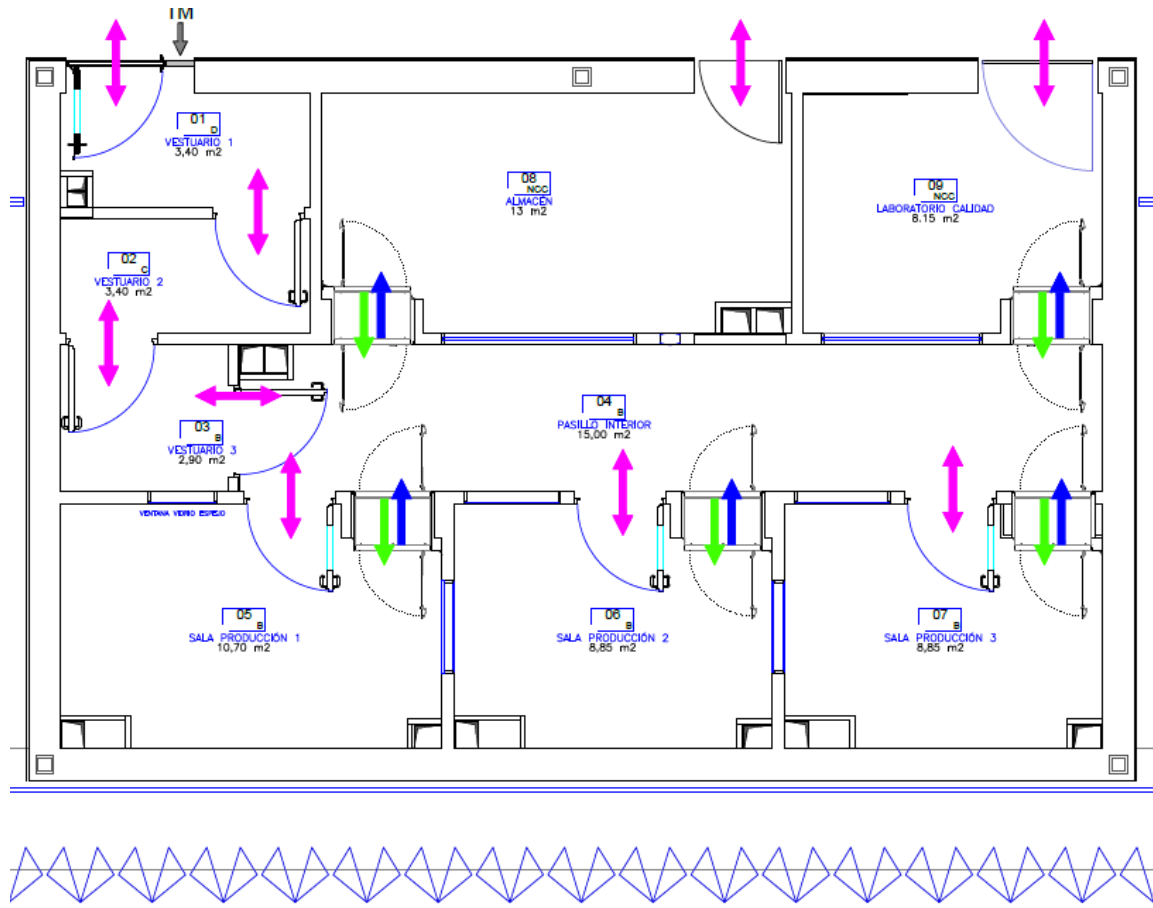 TM
01
D
VESTUARIO 1
3,40 m2
08
NCC
ALMACÉN
13 m2
09
NCC
LABORATORIO CALIDAD
8.15 m2
02
C
VESTUARIO 2
3,40 m2
03
B
VESTUARIO 3
2,90 m2
04
B
PASILLO INTERIOR
15,00 m2
VENTANA VIDRIO ESPEJO
05
B
SALA PRODUCCIÓN 1
10,70 m2
06
B
SALA PRODUCCIÓN 2
8,85 m2
07
B
SALA PRODUCCIÓN 3
8,85 m2